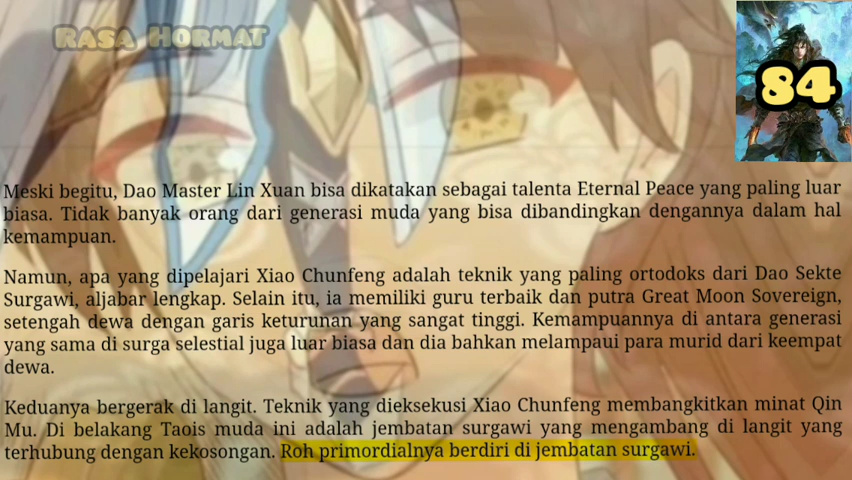 Rasa Hormat
84
Meski begitu, Dao Master Lin Xuan bisa dikatakan sebagai talenta Eternal Peace yang paling luar
biasa. Tidak banyak orang dari generasi muda yang bisa dibandingkan dengannya dalam hal
kemampuan.
Namun, apa yang dipelajari Xiao Chunfeng adalah teknik yang paling ortodoks dari Dao Sekte
Surgawi, aljabar lengkap. Selain itu, ia memiliki guru terbaik dan putra Great Moon Sovereign,
setengah dewa dengan garis keturunan yang sangat tinggi. Kemampuannya di antara generasi
yang sama di surga selestial juga luar biasa dan dia bahkan melampaui para murid dari keempat
dewa.
Keduanya bergerak di langit. Teknik yang dieksekusi Xiao Chunfeng membangkitkan minat Qin
Mu. Di belakang Taois muda ini adalah jembatan surgawi yang mengambang di langit yang
terhubung dengan kekosongan. Roh primordialnya berdiri di jembatan surgawi.